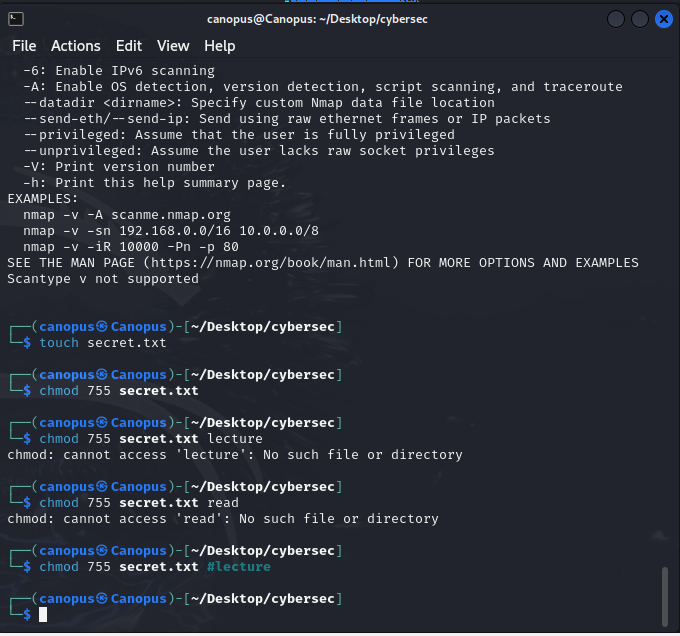 canopus@Canopus: ~/Desktop/cybersec
File Actions Edit View Help
-6: Enable IPv6 scanning
-A: Enable OS detection, version detection, script scanning, and traceroute
--datadir <dirname>: Specify custom Nmap data file location
--send-eth/--send-ip: Send using raw ethernet frames or IP packets
--privileged: Assume that the user is fully privileged
--unprivileged: Assume the user lacks raw socket privileges
-V: Print version number
-h: Print this help summary page.
EXAMPLES:
nmap -v -A scanme.nmap.org
nmap -v -sn 192.168.0.0/16 10.0.0.0/8
nmap -v -iR 10000 -Pn -p 80
SEE THE MAN PAGE (https://nmap.org/book/man.html) FOR MORE OPTIONS AND EXAMPLES
Scantype v not supported
┌──(canopus㉿Canopus)-[~/Desktop/cybersec]
└─$ touch secret.txt
┌──(canopus㉿Canopus)-[~/Desktop/cybersec]
└─$ chmod 755 secret.txt
┌──(canopus㉿Canopus)-[~/Desktop/cybersec]
└─$ chmod 755 secret.txt lecture
chmod: cannot access 'lecture': No such file or directory
┌──(canopus㉿Canopus)-[~/Desktop/cybersec]
└─$ chmod 755 secret.txt read
chmod: cannot access 'read': No such file or directory
┌──(canopus㉿Canopus)-[~/Desktop/cybersec]
└─$ chmod 755 secret.txt #lecture
┌──(canopus㉿Canopus)-[~/Desktop/cybersec]
└─$